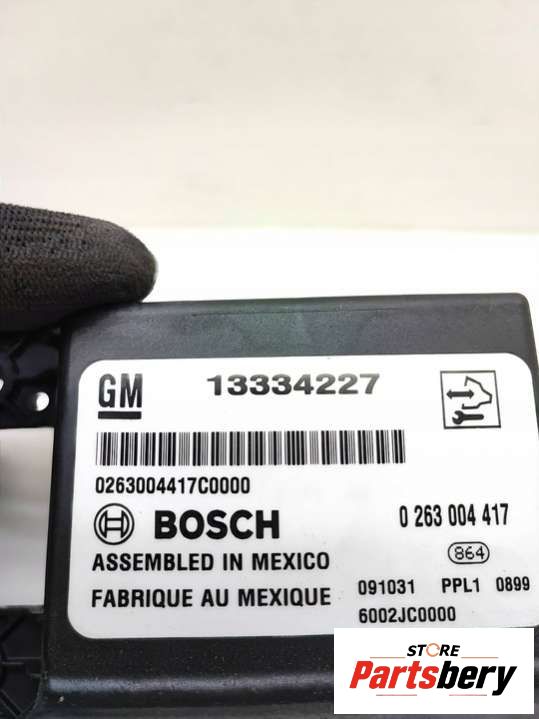 GM 13334227
0263004417C0000
BOSCH 0 263 004 417
ASSEMBLED IN MEXICO 864
FABRIQUE AU MEXIQUE 091031 PPL1 0899
6002JC0000
STORE
Partsbery